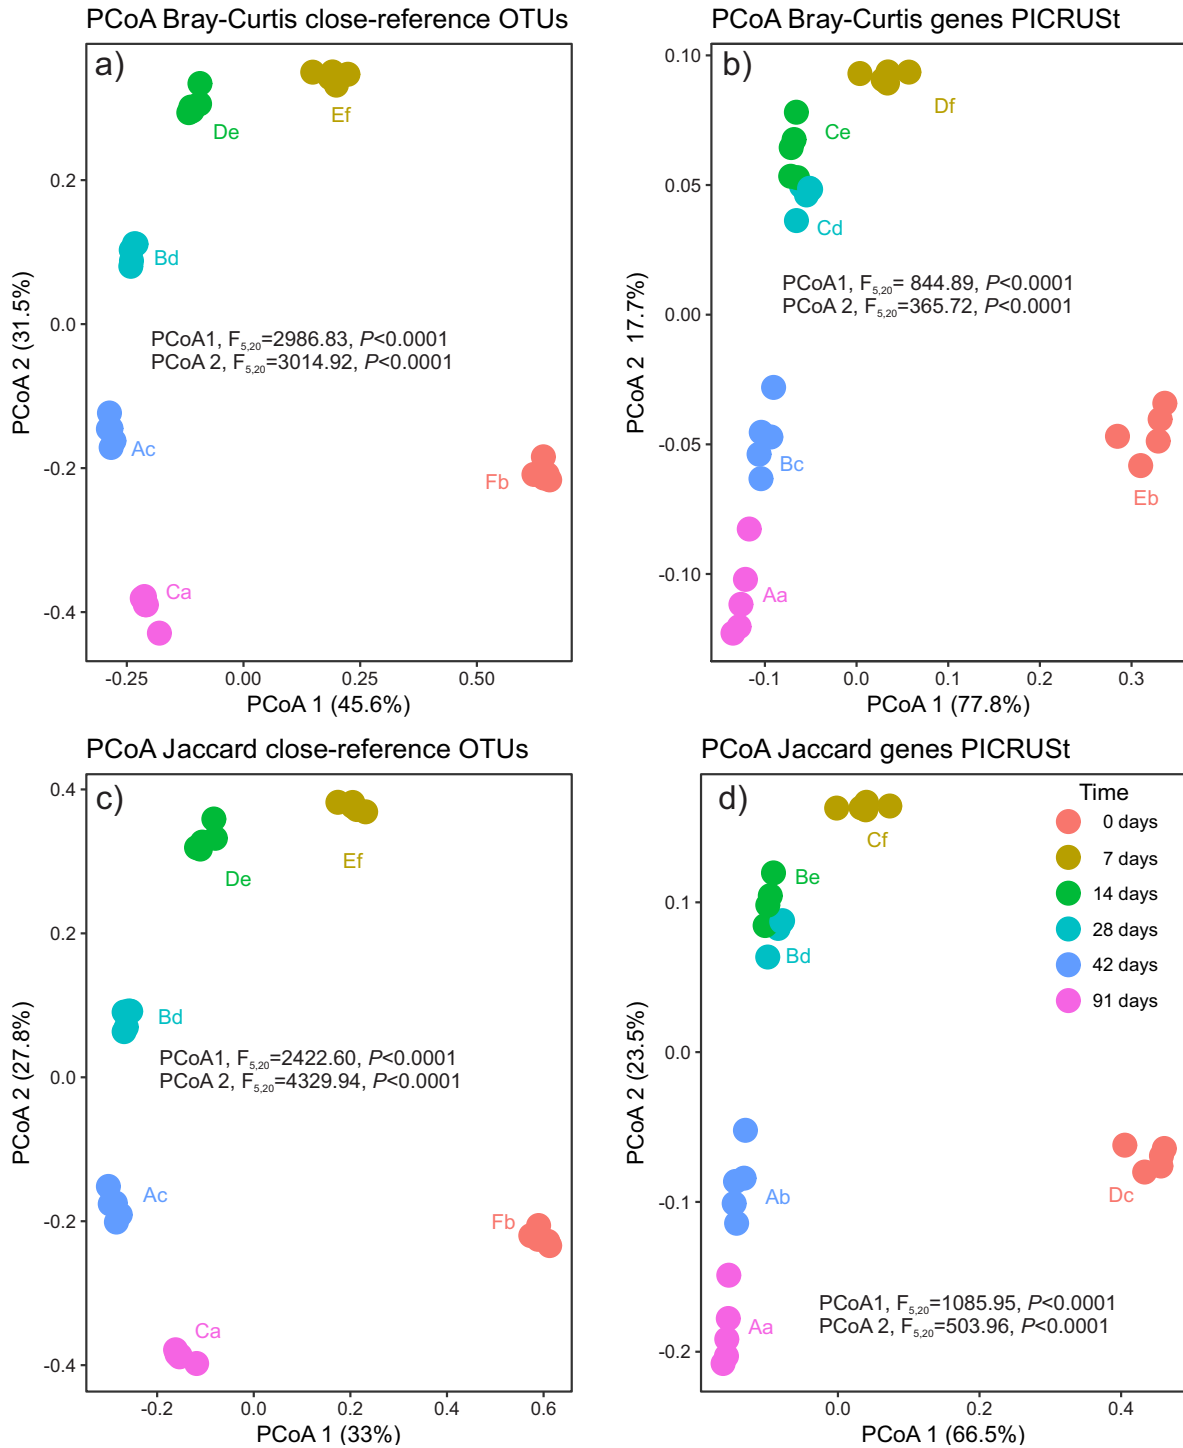 PCoA Bray-Curtis close-reference OTUs
a)
De
Ef
Bd
PCoA1, F5,20=2986.83, P<0.0001
PCoA 2, F5,20=3014.92, P<0.0001
Ac
Fb
Ca
0.2
0.0
-0.2
-0.4
PCoA 2 (31.5%)
-0.25
0.00
0.25
0.50
PCoA 1 (45.6%)
PCoA Bray-Curtis genes PICRUSt
b)
Df
Ce
Cd
PCoA1, F5,20= 844.89, P<0.0001
PCoA 2, F5,20=365.72, P<0.0001
Bc
Eb
Aa
0.10
0.05
0.00
-0.05
-0.10
PCoA 2 17.7%)
-0.1
0.0
0.1
0.2
0.3
PCoA 1 (77.8%)
PCoA Jaccard close-reference OTUs
c)
De
Ef
Bd
PCoA1, F5,20=2422.60, P<0.0001
PCoA 2, F5,20=4329.94, P<0.0001
Ac
Fb
Ca
0.4
0.2
0.0
-0.2
-0.4
PCoA 2 (27.8%)
-0.2
0.0
0.2
0.4
0.6
PCoA 1 (33%)
PCoA Jaccard genes PICRUSt
d)
Cf
Be
Bd
Ab
Dc
Aa
PCoA1, F5,20=1085.95, P<0.0001
PCoA 2, F5,20=503.96, P<0.0001
Time
0 days
7 days
14 days
28 days
42 days
91 days
0.1
0.0
-0.1
-0.2
PCoA 2 (23.5%)
0.0
0.2
0.4
PCoA 1 (66.5%)